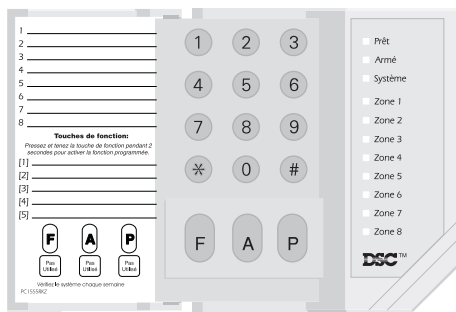 1
2
3
4
5
6
7
8
Touches de fonction:
Pressez et tenez la touche de fonction pendant 2
secondes pour activer la fonction programmée.
[1]
[2]
[3]
[4]
[5]
F A P
Pas Utilisé Pas Utilisé Pas Utilisé
Vérifiez le système chaque semaine
PC1555RKZ
1 2 3
4 5 6
7 8 9
* 0 #
F A P
Prêt
Armé
Système
Zone 1
Zone 2
Zone 3
Zone 4
Zone 5
Zone 6
Zone 7
Zone 8
DSC™